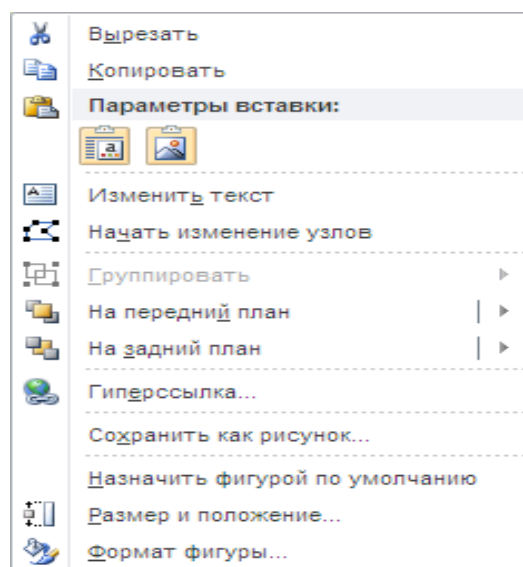 Вырезать
Копировать
Параметры вставки:
a
Изменить текст
A
Начать изменение узлов
Группировать
На передний план
На задний план
Гиперссылка...
Сохранить как рисунок...
Назначить фигурой по умолчанию
Размер и положение...
Формат фигуры...